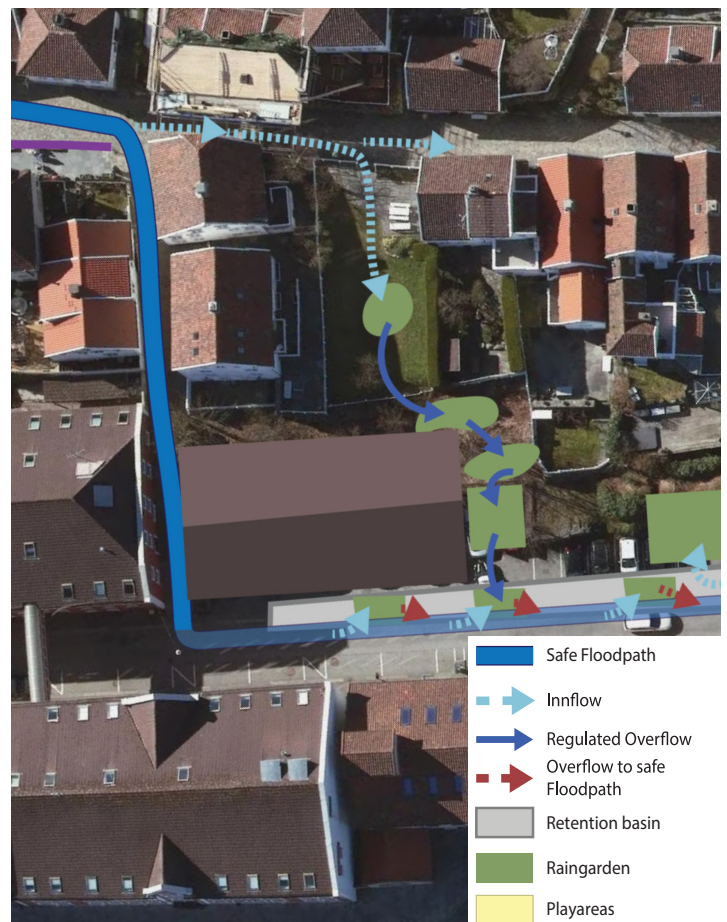 Safe Floodpath
Innflow
Regulated Overflow
Overflow to safe
Floodpath
Retention basin
Raingarden
Playareas